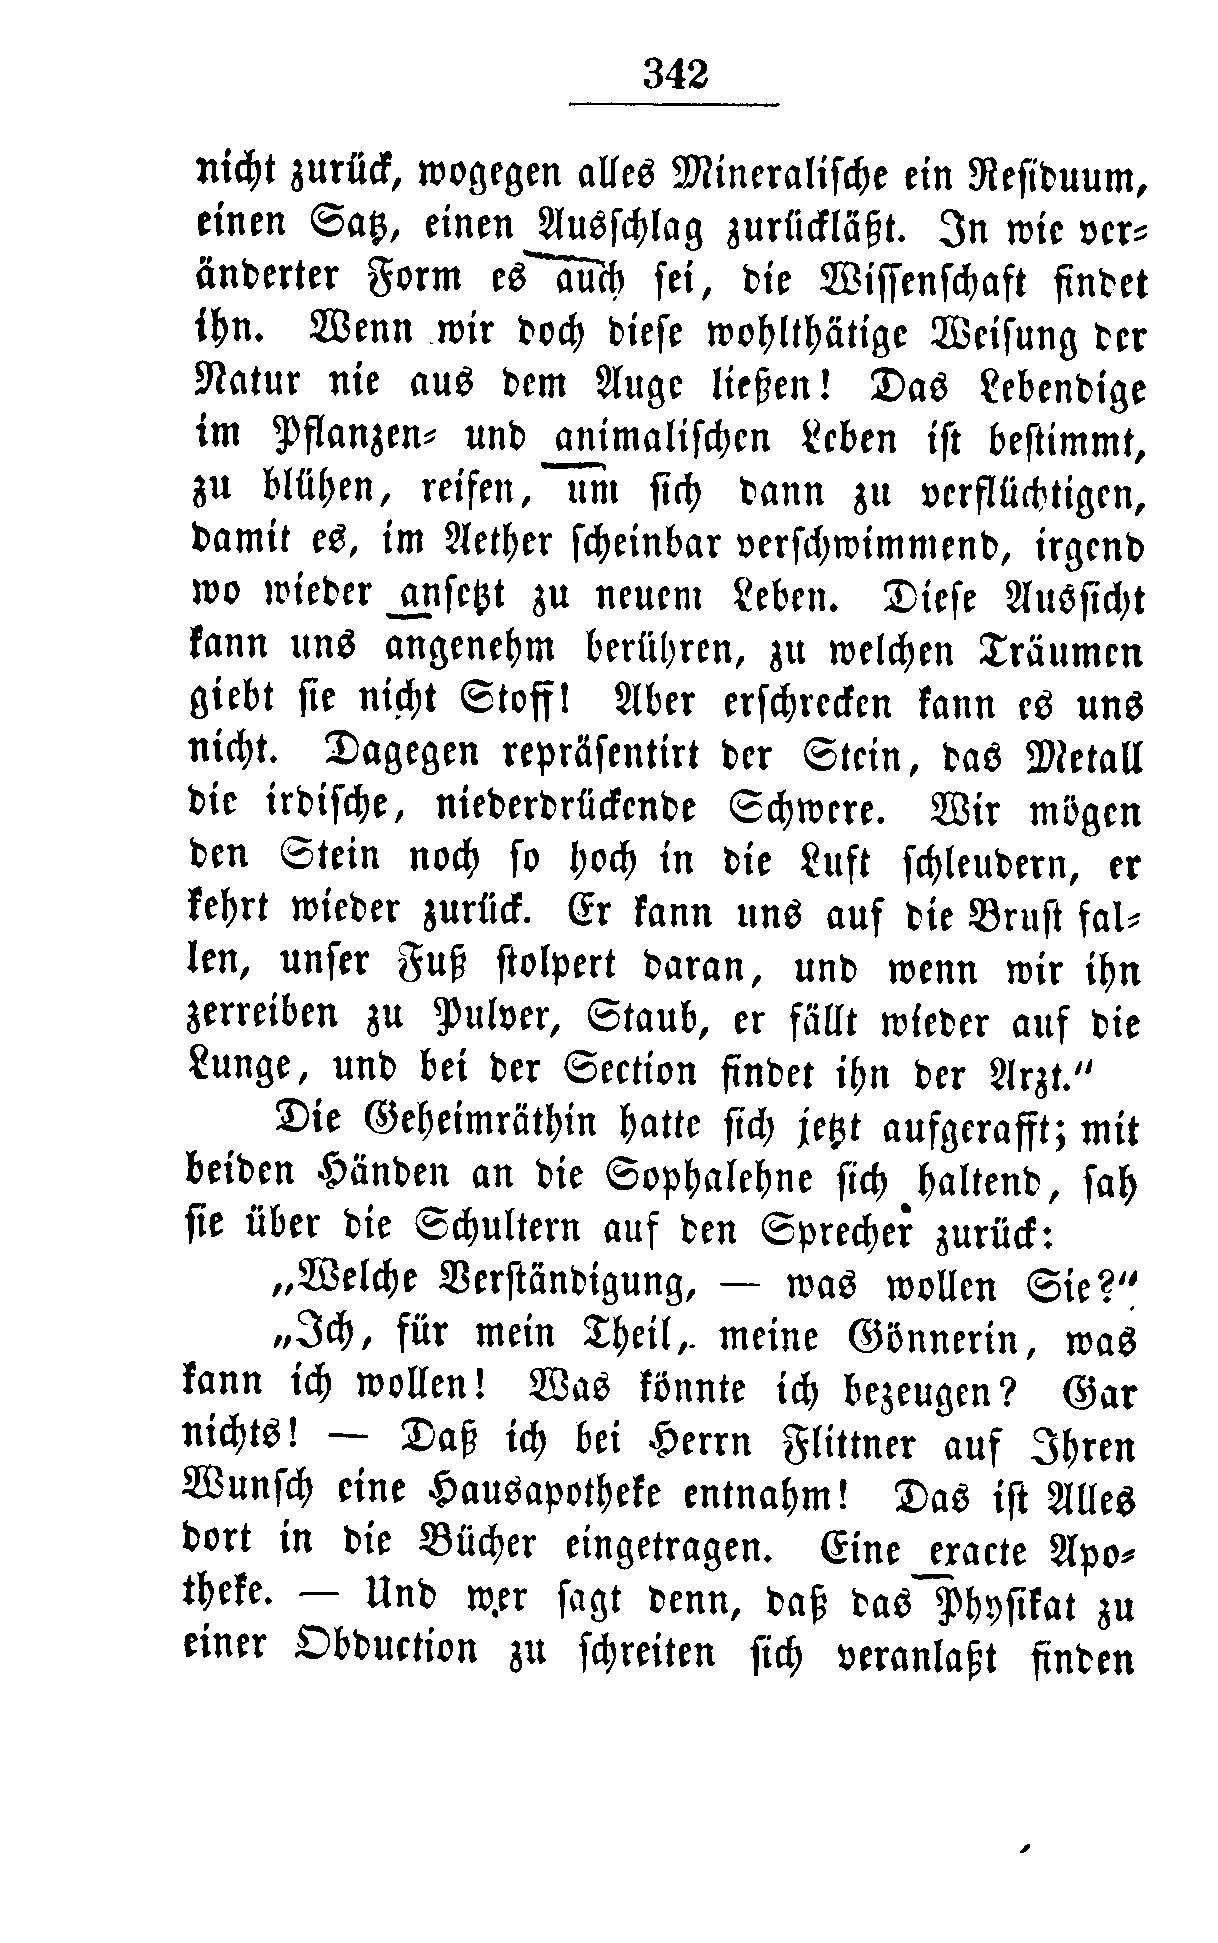 342
nicht zurück, wogegen alles Mineralische ein Residuum,
einen Satz, einen Ausschlag zurückläßt. In wie ver-
änderter Form es auch sei, die Wissenschaft findet
ihn. Wenn wir doch diese wohlthätige Weisung der
Natur nie aus dem Auge ließen! Das Lebendige
im Pflanzen- und animalischen Leben ist bestimmt,
zu blühen, reifen, um sich dann zu verflüchtigen,
damit es, im Aether scheinbar verschwimmend, irgend
wo wieder ansetzt zu neuem Leben. Diese Aussicht
kann uns angenehm berühren, zu welchen Träumen
giebt sie nicht Stoff! Aber erschrecken kann es uns
nicht. Dagegen repräsentirt der Stein, das Metall
die irdische, niederdrückende Schwere. Wir mögen
den Stein noch so hoch in die Luft schleudern, er
kehrt wieder zurück. Er kann uns auf die Brust fal-
len, unser Fuß stolpert daran, und wenn wir ihn
zerreiben zu Pulver, Staub, er fällt wieder auf die
Lunge, und bei der Section findet ihn der Arzt.“
Die Geheimräthin hatte sich jetzt aufgerafft; mit
beiden Händen an die Sophalehne sich haltend, sah
sie über die Schultern auf den Sprecher zurück:
„Welche Verständigung, — was wollen Sie?“
„Ich, für mein Theil, meine Gönnerin, was
kann ich wollen! Was könnte ich bezeugen? Gar
nichts! — Daß ich bei Herrn Flittner auf Ihren
Wunsch eine Hausapotheke entnahm! Das ist Alles
dort in die Bücher eingetragen. Eine exacte Apo-
theke. — Und wer sagt denn, daß das Physikat zu
einer Obduction zu schreiten sich veranlaßt finden